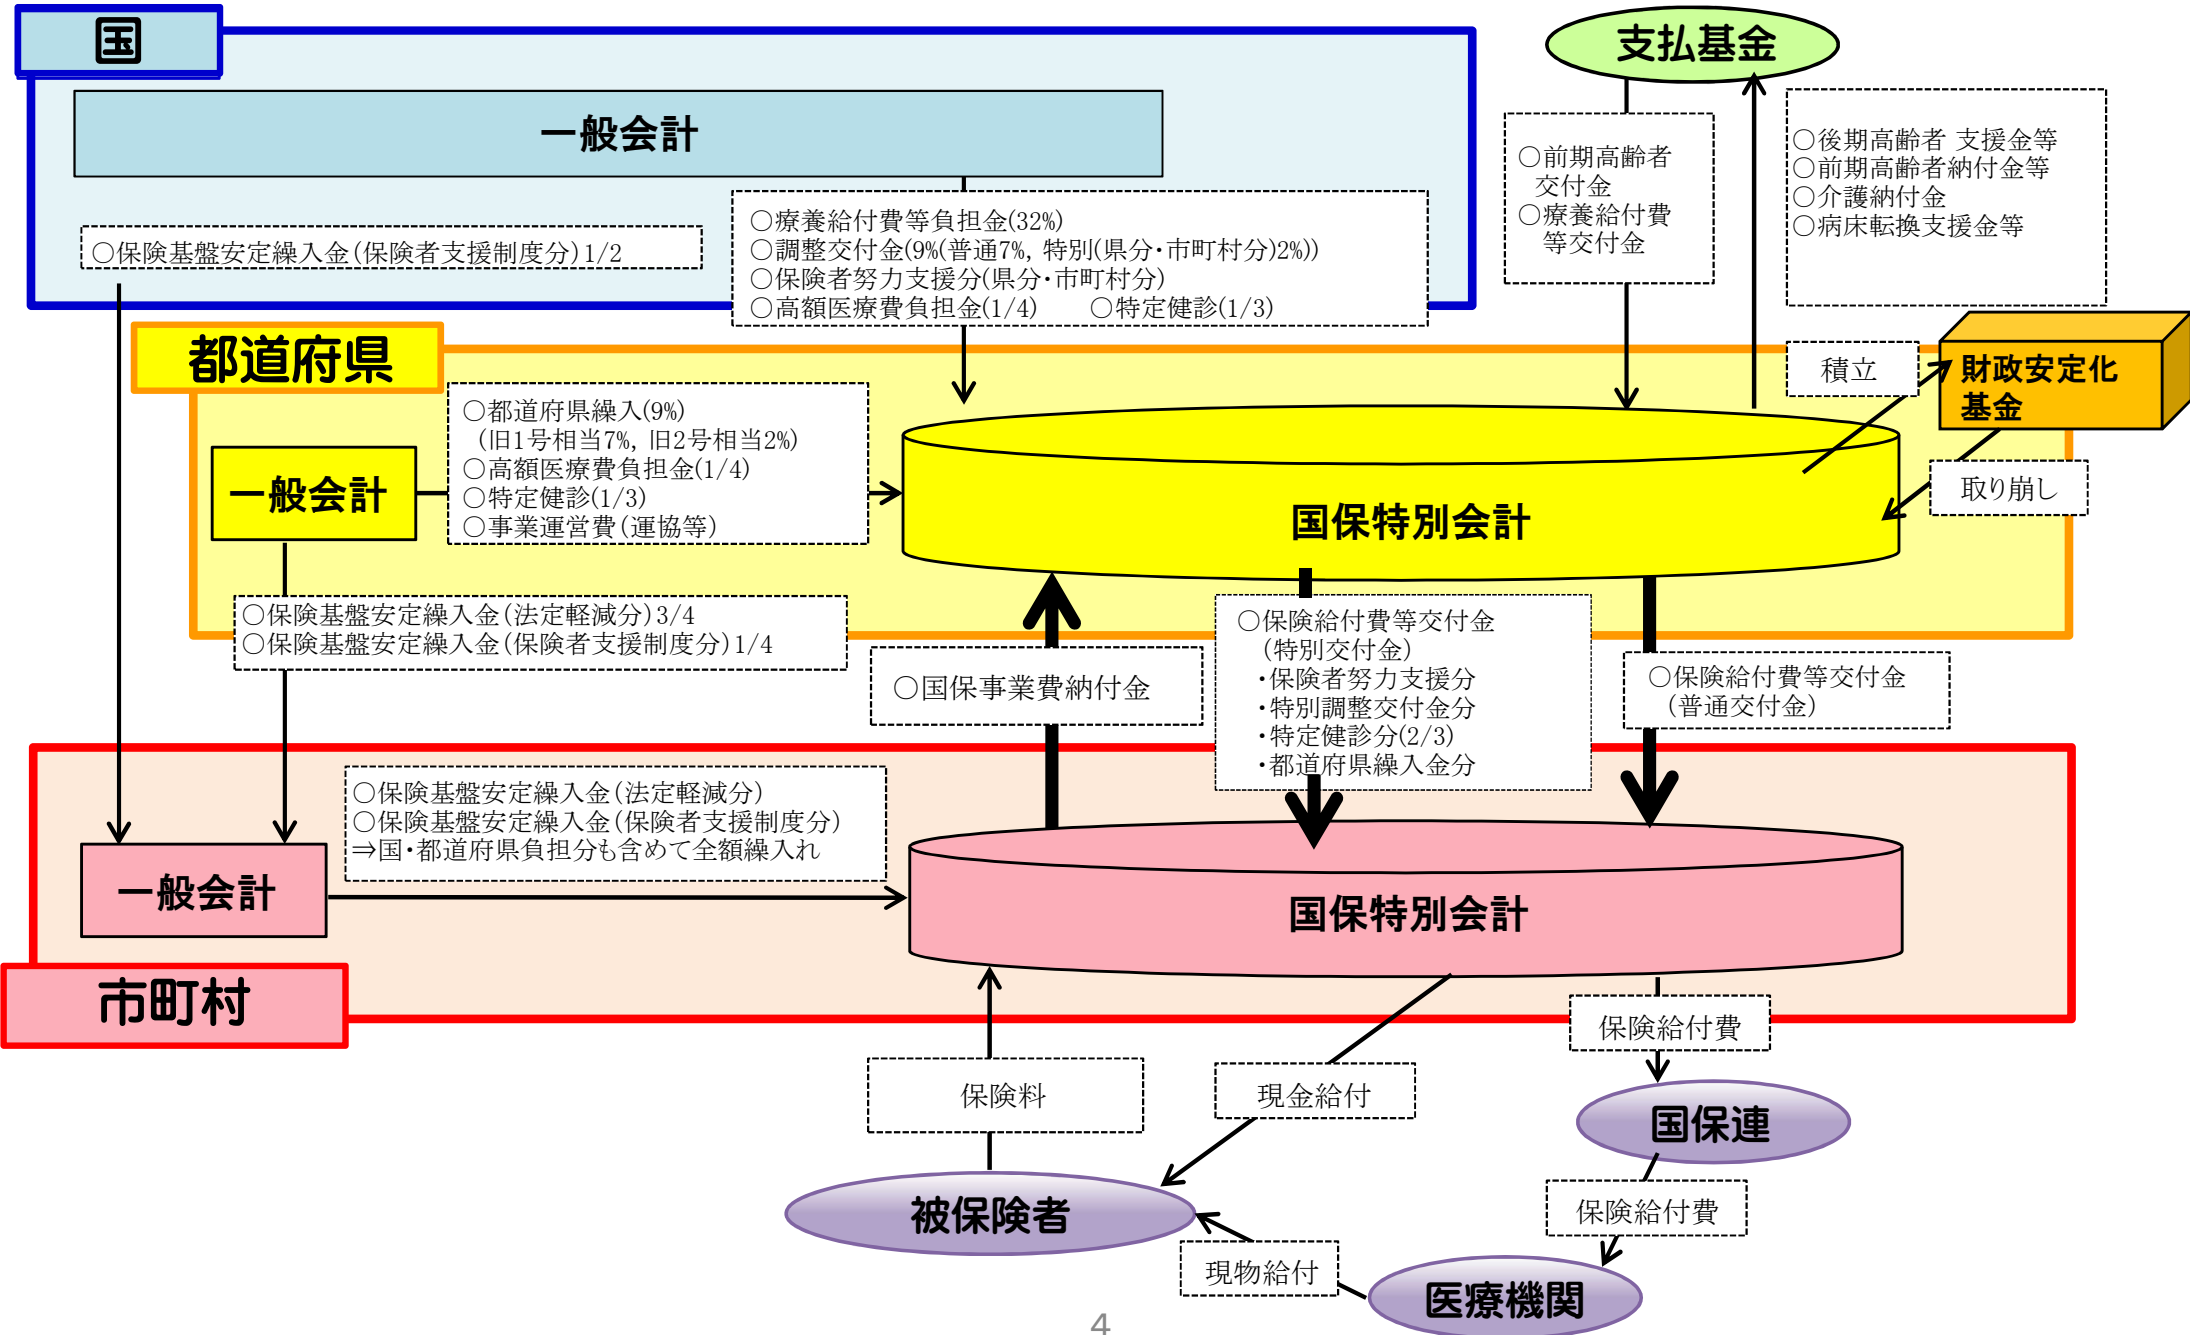 国
一般会計
○保険基盤安定繰入金(保険者支援制度分)1/2
○療養給付費等負担金(32%)
○調整交付金(9%(普通7%, 特別(県分・市町村分)2%))
○保険者努力支援分(県分・市町村分)
○高額医療費負担金(1/4) ○特定健診(1/3)
支払基金
○前期高齢者
交付金
○療養給付費
等交付金
○後期高齢者 支援金等
○前期高齢者納付金等
○介護納付金
○病床転換支援金等
都道府県
一般会計
○都道府県繰入(9%)
(旧1号相当7%, 旧2号相当2%)
○高額医療費負担金(1/4)
○特定健診(1/3)
○事業運営費(運協等)
国保特別会計
積立
財政安定化
基金
取り崩し
○保険基盤安定繰入金(法定軽減分)3/4
○保険基盤安定繰入金(保険者支援制度分)1/4
○国保事業費納付金
○保険給付費等交付金
(特別交付金)
・保険者努力支援分
・特別調整交付金分
・特定健診分(2/3)
・都道府県繰入金分
○保険給付費等交付金
(普通交付金)
○保険基盤安定繰入金(法定軽減分)
○保険基盤安定繰入金(保険者支援制度分)
⇒国・都道府県負担分も含めて全額繰入れ
一般会計
国保特別会計
市町村
保険料
現金給付
保険給付費
国保連
被保険者
保険給付費
現物給付
医療機関
4